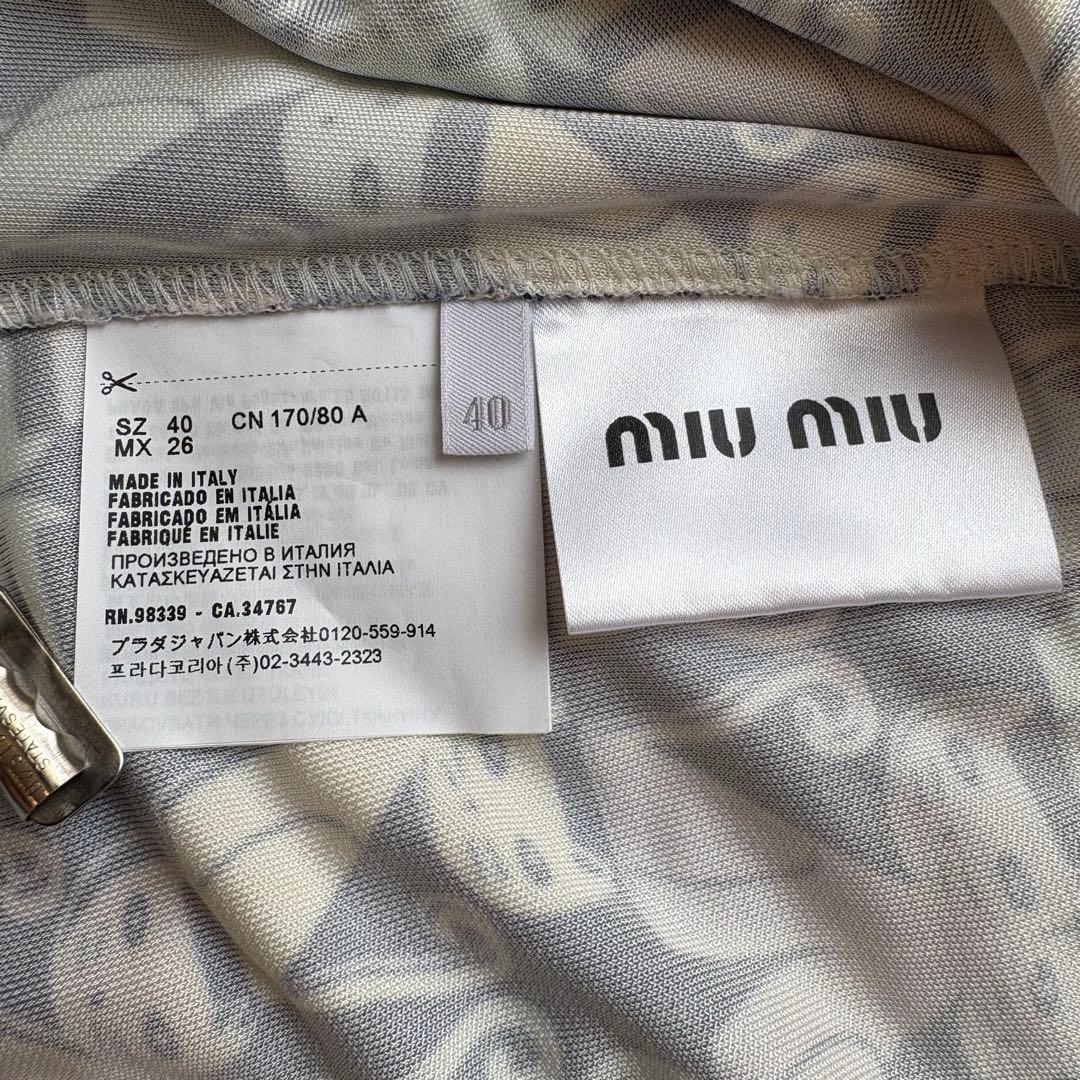 SZ 40 CN 170/80 A
MX 26
MADE IN ITALY
FABRICADO EN ITALIA
FABRICADO EM ITÁLIA
FABRIQUÉ EN ITALIE
ПРОИЗВЕДЕНО В ИТАЛИЯ
ΚΑΤΑΣΚΕΥΑΖΕΤΑΙ ΣΤΗΝ ΙΤΑΛΙΑ
RN.98339 - CA.34767
プラダジャパン株式会社0120-559-914
프라다코리아(주)02-3443-2323
40
miu miu